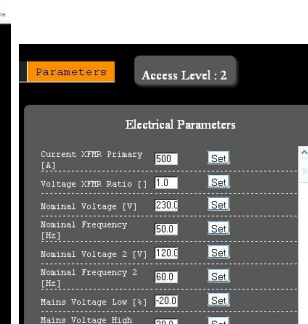 Parameters
Access Level : 2
Electrical Parameters
Current XFMR Primary [A] 500 Set
Voltage XFMR Ratio [] 1.0 Set
Nominal Voltage [V] 230.0 Set
Nominal Frequency [Hz] 50.0 Set
Nominal Voltage 2 [V] 120.0 Set
Nominal Frequency 2 [Hz] 60.0 Set
Mains Voltage Low [%] -20.0 Set
Mains Voltage High Set